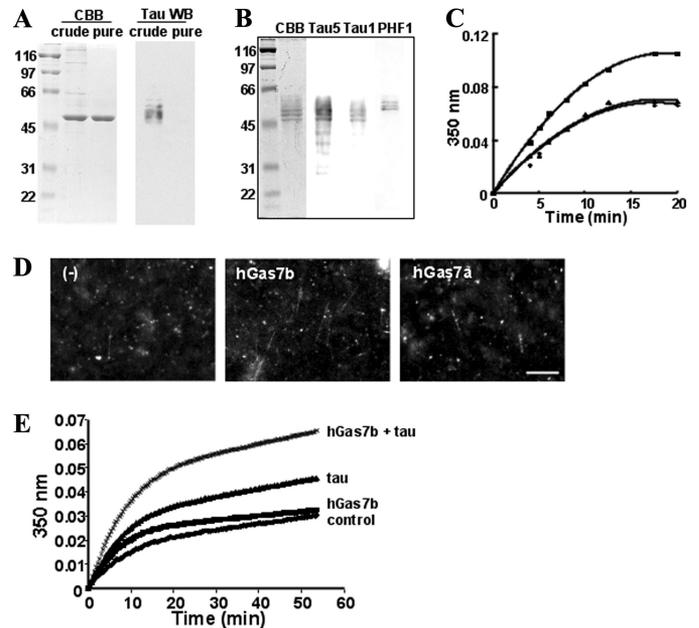 A
CBB
crude pure
Tau WB
crude pure
116
97
66
45
31
22
B
CBB Tau5 Tau1 PHF1
116
97
66
45
31
22
C
350 nm
0.12
0.08
0.04
0
0 5 10 15 20
Time (min)
D
(-)
hGas7b
hGas7a
E
350 nm
0.07
0.06
0.05
0.04
0.03
0.02
0.01
0
0 10 20 30 40 50 60
Time (min)
hGas7b + tau
tau
hGas7b
control